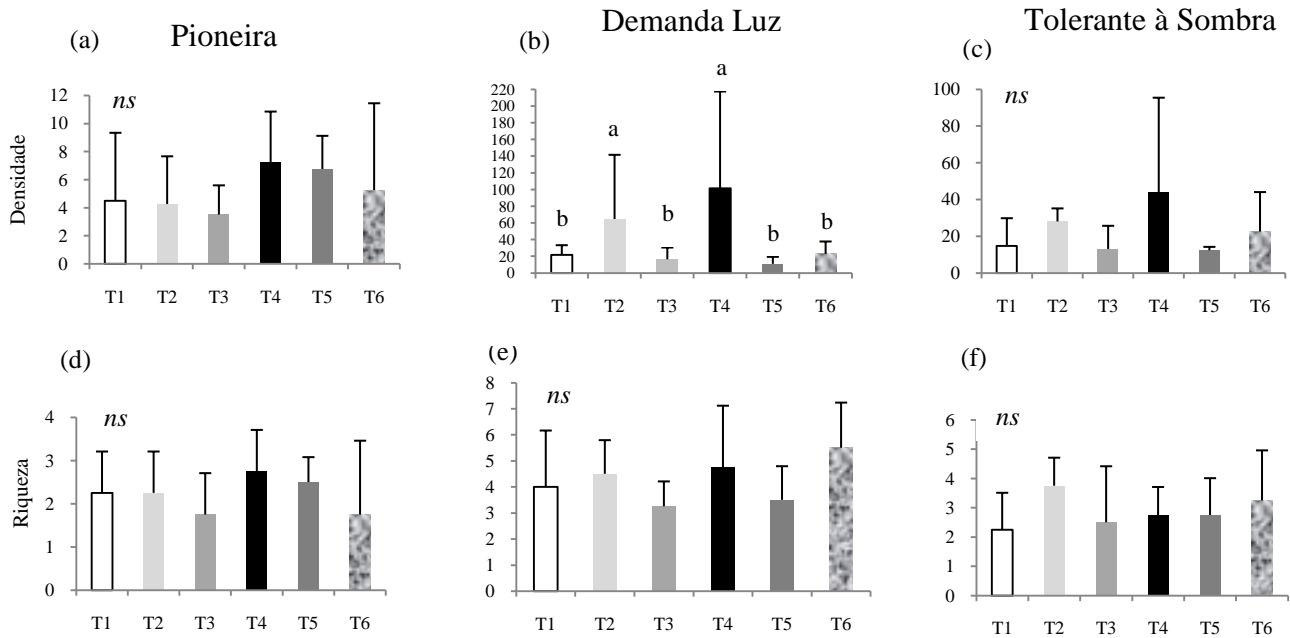 (a) Pioneira
(b) Demanda Luz
(c) Tolerante à Sombra
Densidade
ns
12
10
8
6
4
2
0
T1 T2 T3 T4 T5 T6
220
200
180
160
140
120
100
80
60
40
20
0
b a b a b b
T1 T2 T3 T4 T5 T6
ns
100
80
60
40
20
0
T1 T2 T3 T4 T5 T6
(d)
Riqueza
ns
4
3
2
1
0
T1 T2 T3 T4 T5 T6
(e)
ns
8
7
6
5
4
3
2
1
0
T1 T2 T3 T4 T5 T6
(f)
ns
6
5
4
3
2
1
0
T1 T2 T3 T4 T5 T6